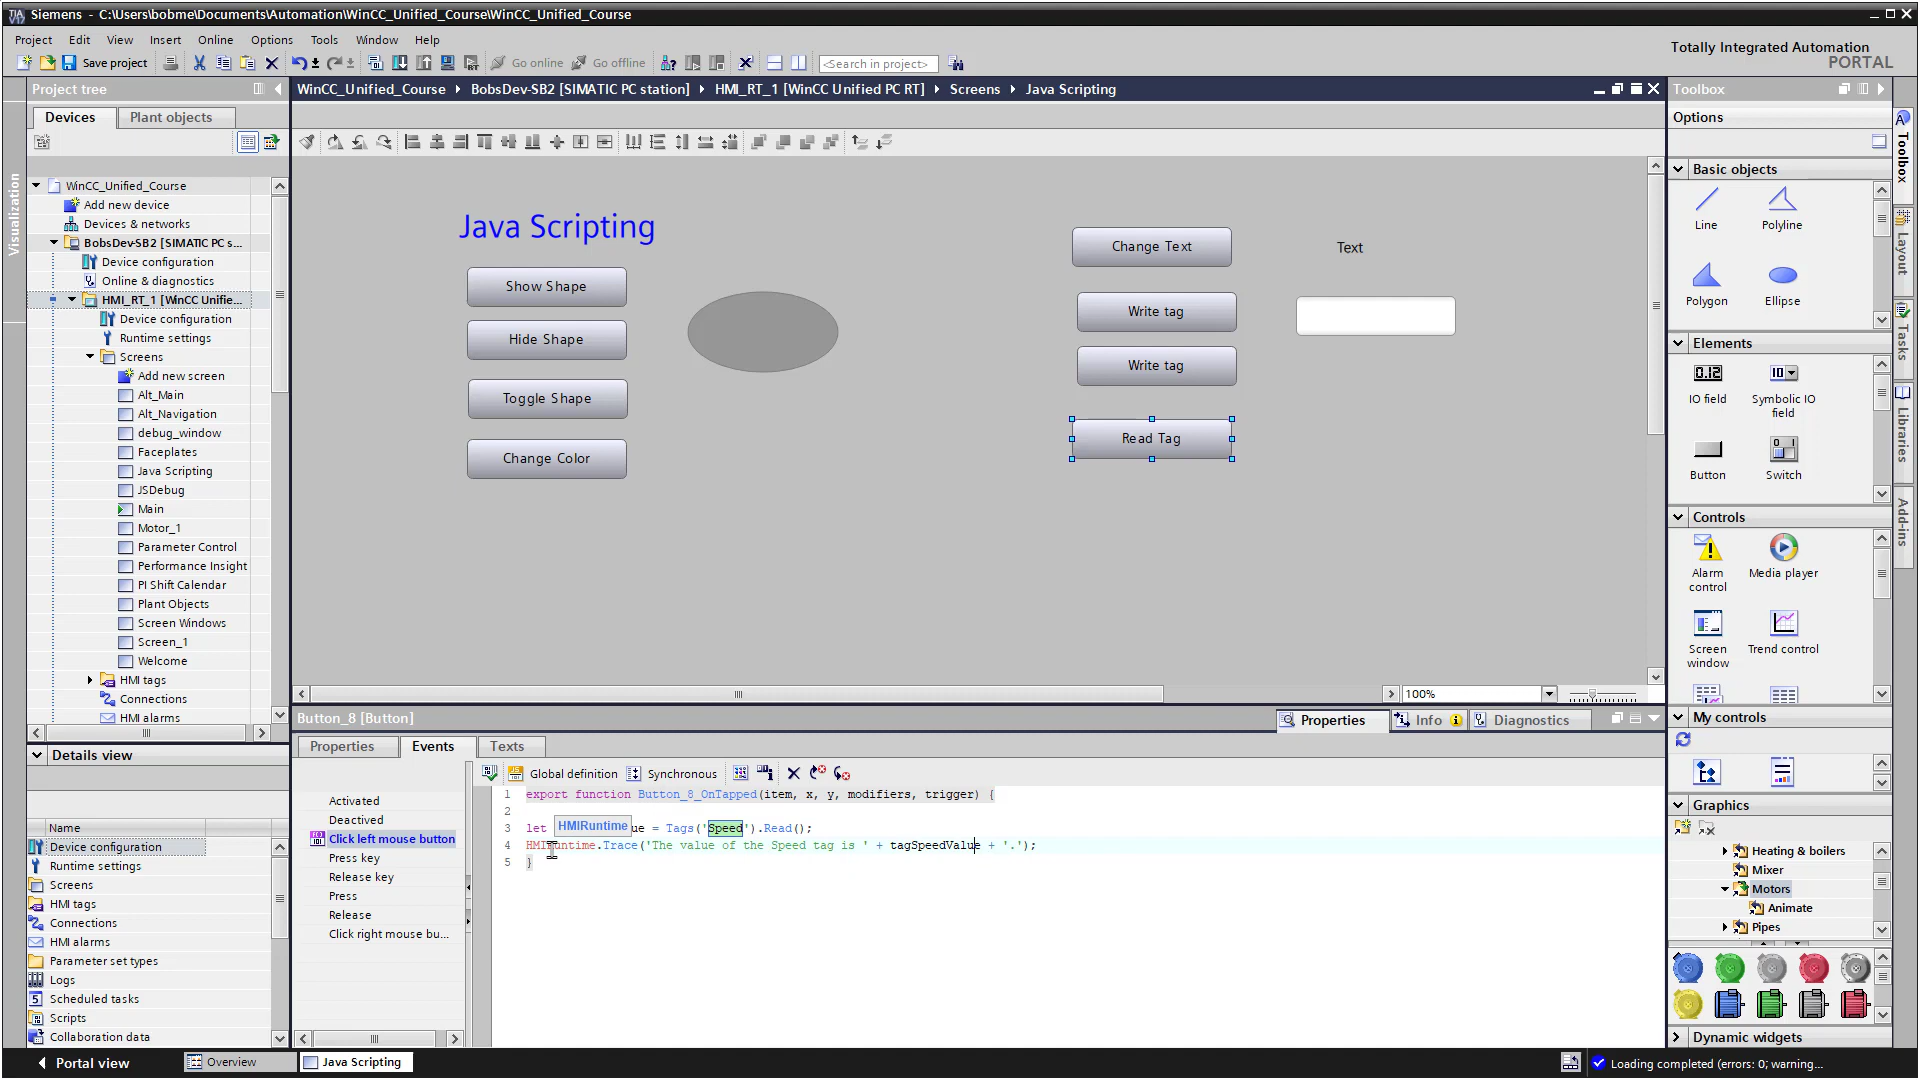 Siemens - C:\Users\bobme\Documents\Automation\WinCC_Unified_Course\WinCC_Unified_Course
Project Edit View Insert Online Options Tools Window Help
Totally Integrated Automation
PORTAL
Save project
Go online
Go offline
<Search in project>
Project tree
WinCC_Unified_Course
BobsDev-SB2 [SIMATIC PC station]
HMI_RT_1 [WinCC Unified PC RT]
Screens
Java Scripting
Toolbox
Devices
Plant objects
Options
Visualization
WinCC_Unified_Course
Add new device
Devices & networks
BobsDev-SB2 [SIMATIC PC s...
Device configuration
Online & diagnostics
HMI_RT_1 [WinCC Unifie...
Device configuration
Runtime settings
Screens
Add new screen
Alt_Main
Alt_Navigation
debug_window
Faceplates
Java Scripting
JSDebug
Main
Motor_1
Parameter Control
Performance Insight
PI Shift Calendar
Plant Objects
Screen Windows
Screen_1
Welcome
HMI tags
Connections
HMI alarms
Details view
Name
Device configuration
Runtime settings
Screens
HMI tags
Connections
HMI alarms
Parameter set types
Logs
Scheduled tasks
Scripts
Collaboration data
Java Scripting
Show Shape
Hide Shape
Toggle Shape
Change Color
Change Text
Text
Write tag
Write tag
Read Tag
100%
Button_8 [Button]
Properties
Info
Diagnostics
Properties
Events
Texts
Global definition
Synchronous
Activated
Deactived
Click left mouse button
Press key
Release key
Press
Release
Click right mouse bu...
1 export function Button_8_OnTapped(item, x, y, modifiers, trigger) {
2
3 let HMIRuntime ue = Tags('Speed').Read();
4 HMIRuntime.Trace('The value of the Speed tag is ' + tagSpeedValue + '.');
5 }
Basic objects
Line
Polyline
Polygon
Ellipse
Elements
0.12
10
IO field
Symbolic IO field
Button
Switch
Controls
Alarm control
Media player
Screen window
Trend control
My controls
Graphics
Heating & boilers
Mixer
Motors
Animate
Pipes
Dynamic widgets
Toolbox
Layout
Tasks
Libraries
Add-ins
Portal view
Overview
Java Scripting
Loading completed (errors: 0; warning...